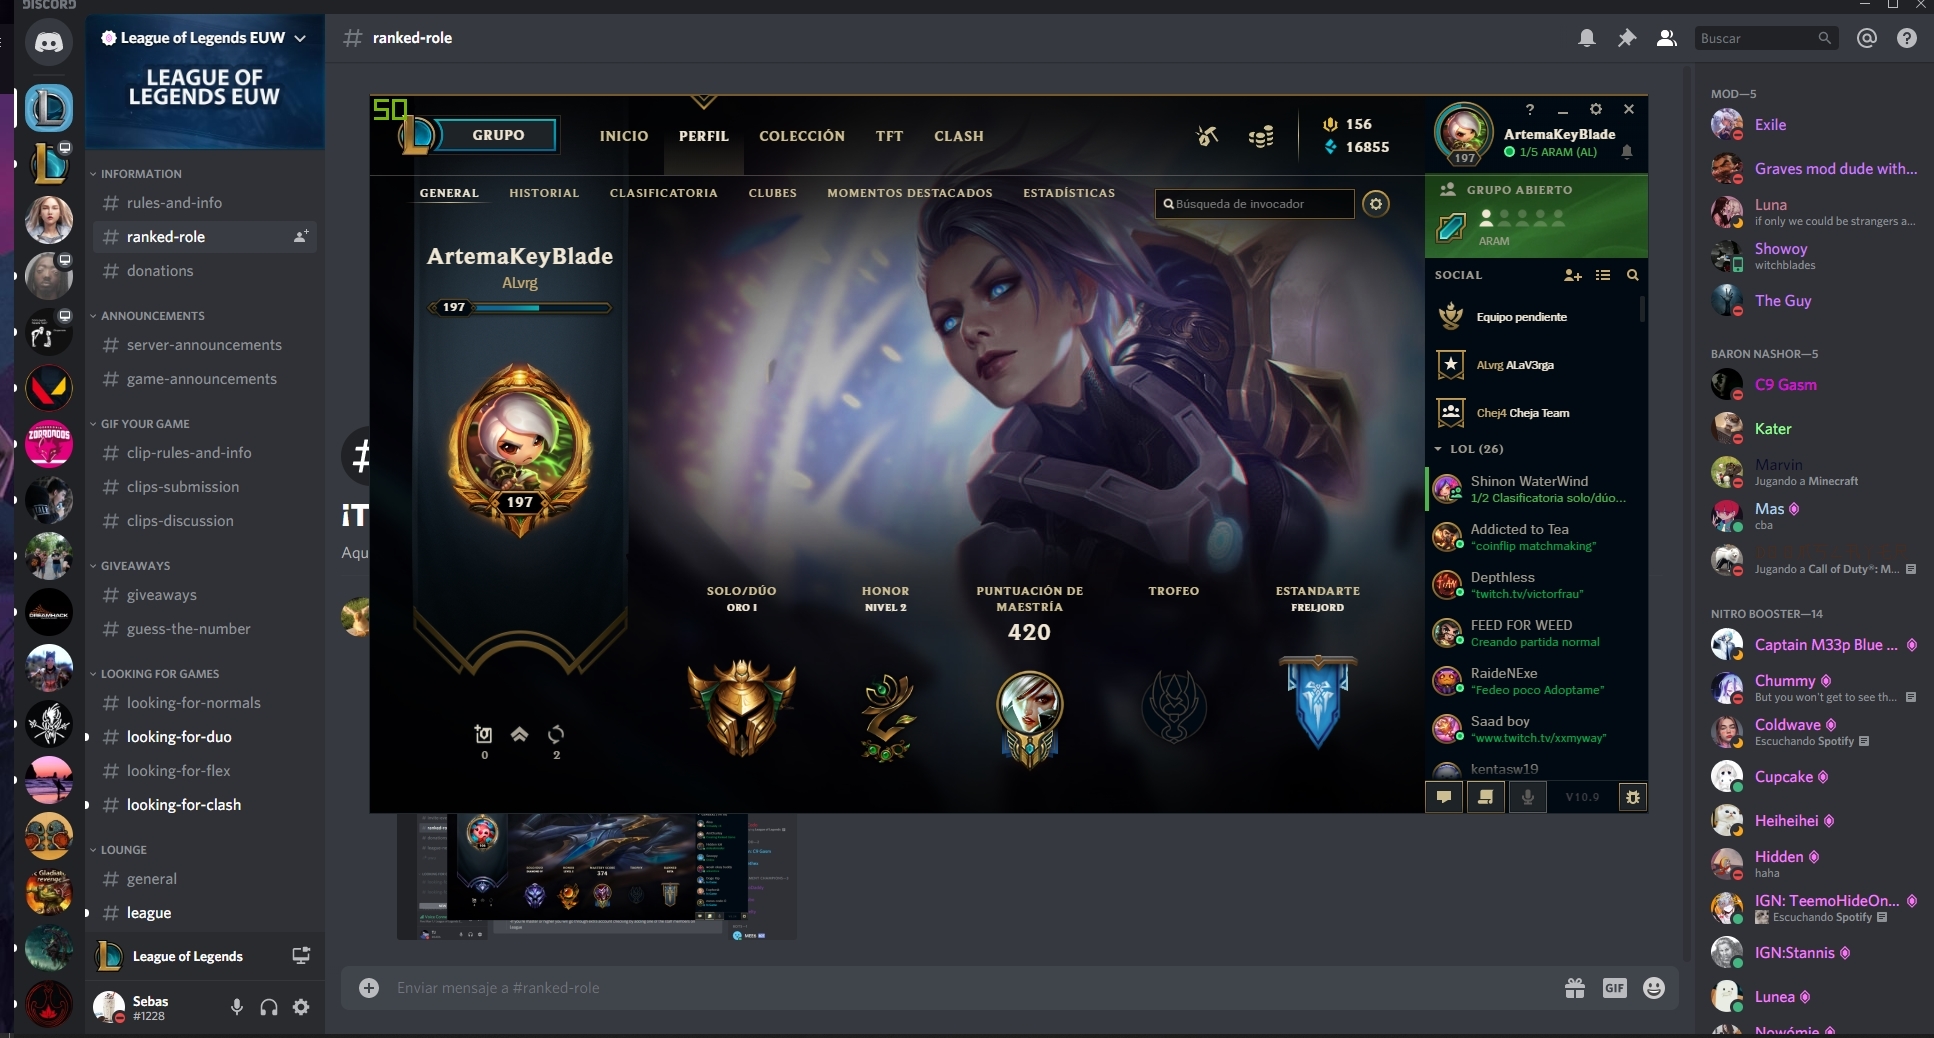 DISCORD
League of Legends EUW
LEAGUE OF
LEGENDS EUW
INFORMATION
# rules-and-info
# ranked-role
# donations
ANNOUNCEMENTS
# server-announcements
# game-announcements
GIF YOUR GAME
# clip-rules-and-info
# clips-submission
# clips-discussion
GIVEAWAYS
# giveaways
# guess-the-number
LOOKING FOR GAMES
# looking-for-normals
# looking-for-duo
# looking-for-flex
# looking-for-clash
LOUNGE
# general
# league
League of Legends
Sebas
#1228
ZORRORDOS
DREAMHACK
Gladiat
revenge
# ranked-role
Buscar
#
¡T
Aqu
50
GRUPO
INICIO
PERFIL
COLECCIÓN
TFT
CLASH
156
16855
197
ArtemaKeyBlade
1/5 ARAM (AL)
GENERAL
HISTORIAL
CLASIFICATORIA
CLUBES
MOMENTOS DESTACADOS
ESTADÍSTICAS
Búsqueda de invocador
ArtemaKeyBlade
ALvrg
197
197
0
2
SOLO/DÚO
ORO I
HONOR
NIVEL 2
PUNTUACIÓN DE
MAESTRÍA
420
TROFEO
ESTANDARTE
FRELJORD
GRUPO ABIERTO
ARAM
SOCIAL
Equipo pendiente
ALvrg ALaV3rga
Chej4 Cheja Team
LOL (26)
Shinon WaterWind
1/2 Clasificatoria solo/dúo...
Addicted to Tea
“coinflip matchmaking”
Depthless
“twitch.tv/victorfrau”
FEED FOR WEED
Creando partida normal
RaideNExe
“Fedeo poco Adoptame”
Saad boy
“www.twitch.tv/xxmyway”
kentasw19
V10.9
374
Enviar mensaje a #ranked-role
GIF
MOD—5
Exile
Graves mod dude with...
Luna
if only we could be strangers a...
Showoy
witchblades
The Guy
BARON NASHOR—5
C9 Gasm
Kater
Marvin
Jugando a Minecraft
Mas
cba
Jugando a Call of Duty®: M...
NITRO BOOSTER—14
Captain M33p Blue ...
Chummy
But you won't get to see th...
Coldwave
Escuchando Spotify
Cupcake
Heiheihei
Hidden
haha
IGN: TeemoHideOn...
Escuchando Spotify
IGN:Stannis
Lunea
Nowómie